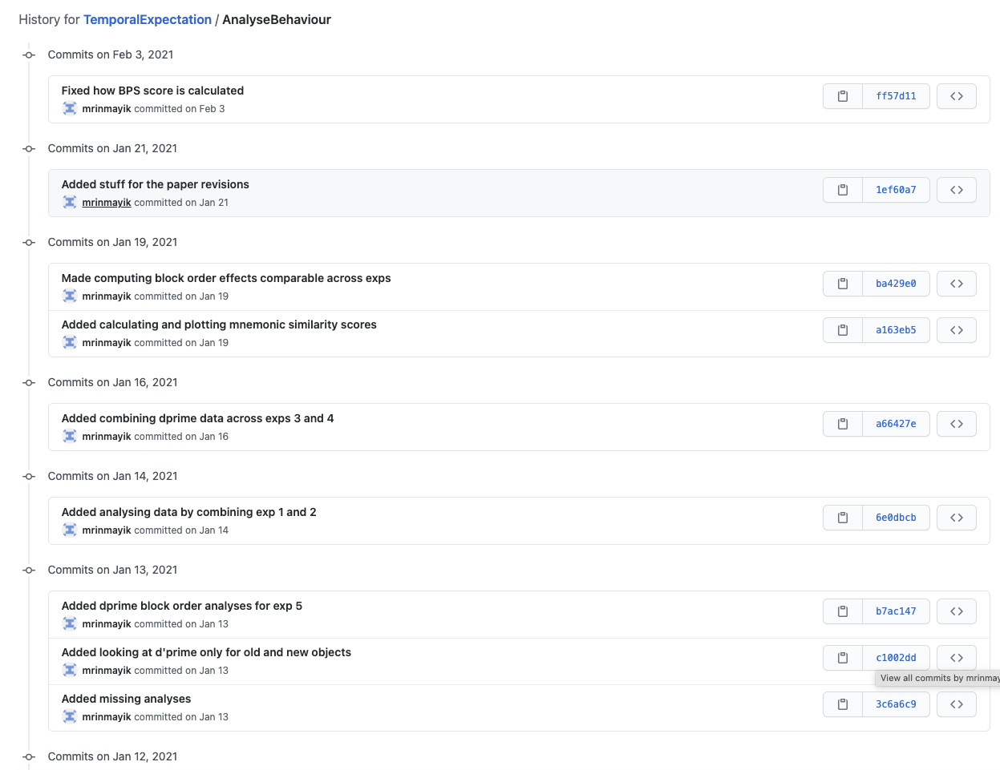 History for TemporalExpectation / AnalyseBehaviour
Commits on Feb 3, 2021
Fixed how BPS score is calculated
mrinmayik committed on Feb 3
ff57d11
Commits on Jan 21, 2021
Added stuff for the paper revisions
mrinmayik committed on Jan 21
1ef60a7
Commits on Jan 19, 2021
Made computing block order effects comparable across exps
mrinmayik committed on Jan 19
ba429e0
Added calculating and plotting mnemonic similarity scores
mrinmayik committed on Jan 19
a163eb5
Commits on Jan 16, 2021
Added combining dprime data across exps 3 and 4
mrinmayik committed on Jan 16
a66427e
Commits on Jan 14, 2021
Added analysing data by combining exp 1 and 2
mrinmayik committed on Jan 14
6e0dbcb
Commits on Jan 13, 2021
Added dprime block order analyses for exp 5
mrinmayik committed on Jan 13
b7ac147
Added looking at d'prime only for old and new objects
mrinmayik committed on Jan 13
c1002dd
View all commits by mrinmay
Added missing analyses
mrinmayik committed on Jan 13
3c6a6c9
Commits on Jan 12, 2021